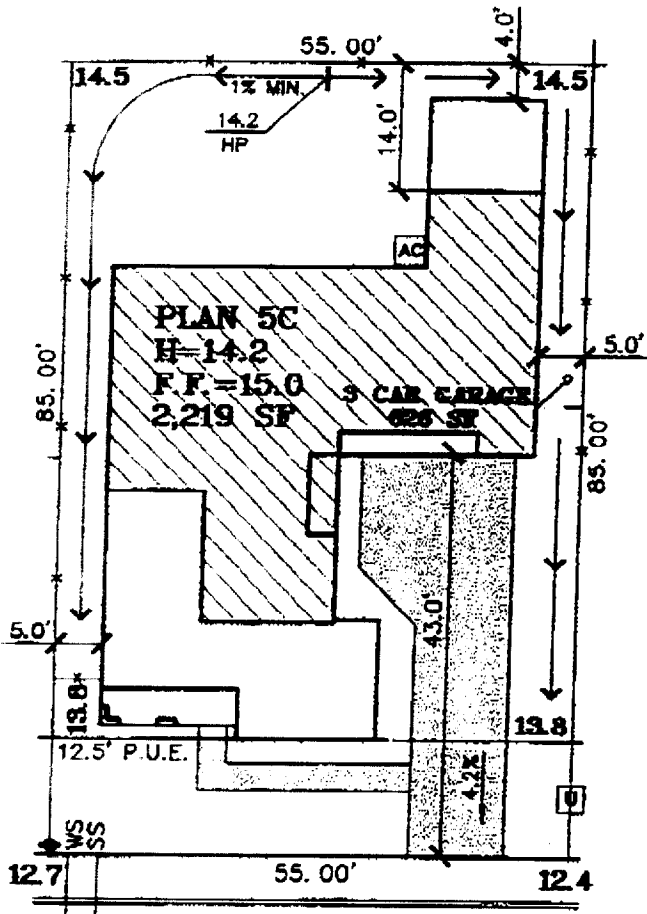 55.00'
4.0'
14.5
14.5
1% MIN.
14.2
HP
14.0'
AC
PLAN 5C
H=14.2
F.F.=15.0
2,219 SF
3 CAR GARAGE
626 SF
5.0'
85.00'
85.00'
43.0'
5.0'
13.8
13.8
12.5' P.U.E.
4.2%
U
WS
SS
12.7
55.00'
12.4